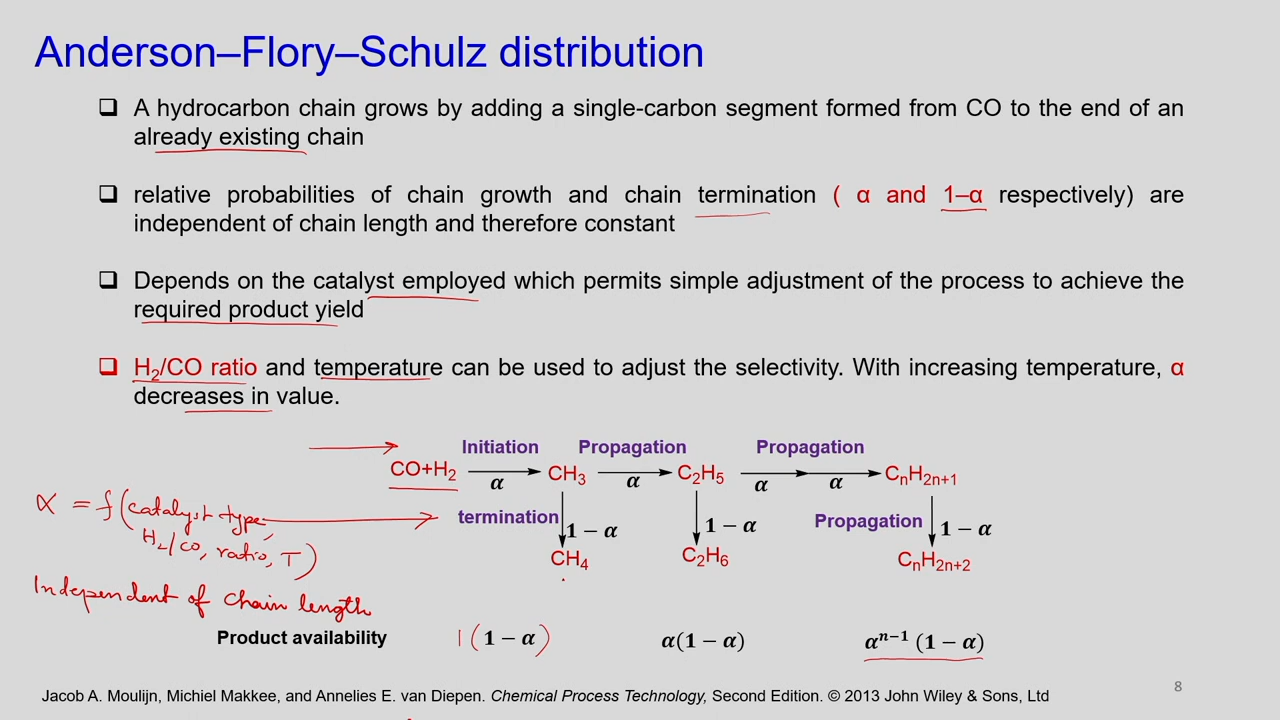 Anderson–Flory–Schulz distribution
❑ A hydrocarbon chain grows by adding a single-carbon segment formed from CO to the end of an
already existing chain
❑ relative probabilities of chain growth and chain termination ( α and 1–α respectively) are
independent of chain length and therefore constant
❑ Depends on the catalyst employed which permits simple adjustment of the process to achieve the
required product yield
❑ H₂/CO ratio and temperature can be used to adjust the selectivity. With increasing temperature, α
decreases in value.
Initiation Propagation Propagation
CO+H₂ CH₃ C₂H₅ CₙH₂ₙ₊₁
α α α α
α = f(catalyst type,
H₂/CO, ratio, T)
termination 1 − α 1 − α Propagation 1 − α
CH₄ C₂H₆ CₙH₂ₙ₊₂
Independent of chain length
Product availability 1(1 − α) α(1 − α) αⁿ⁻¹ (1 − α)
Jacob A. Moulijn, Michiel Makkee, and Annelies E. van Diepen. Chemical Process Technology, Second Edition. © 2013 John Wiley & Sons, Ltd
8